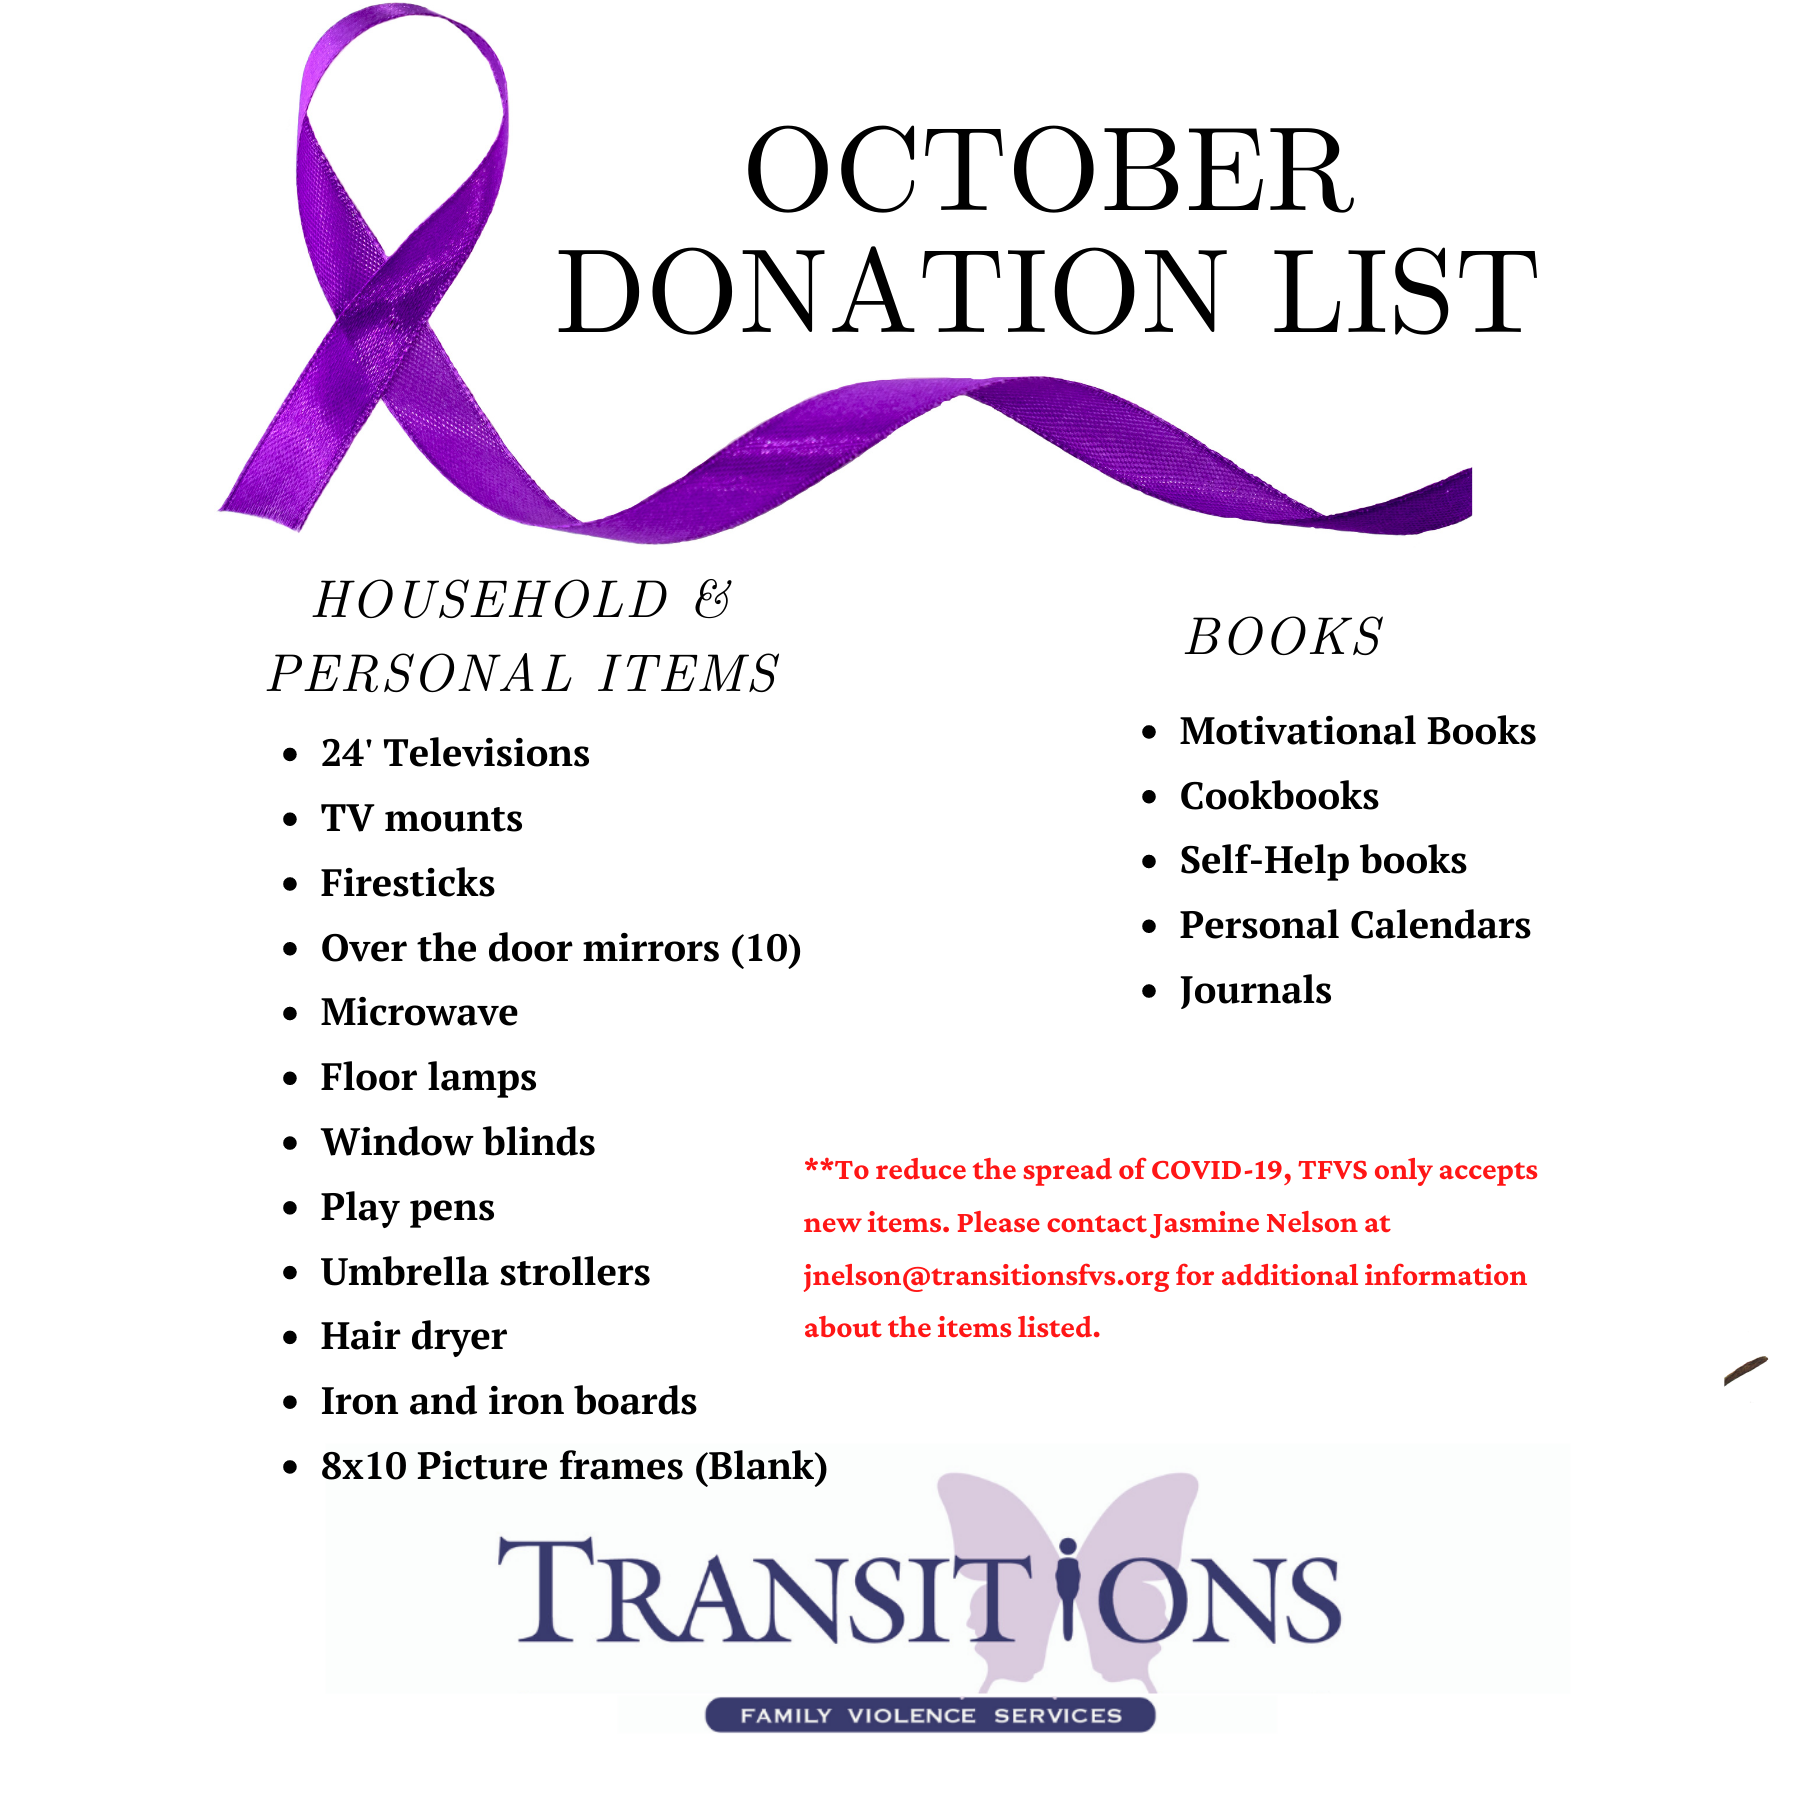 OCTOBER
DONATION LIST
HOUSEHOLD &
PERSONAL ITEMS
• 24' Televisions
• TV mounts
• Firesticks
• Over the door mirrors (10)
• Microwave
• Floor lamps
• Window blinds
• Play pens
• Umbrella strollers
• Hair dryer
• Iron and iron boards
• 8x10 Picture frames (Blank)
BOOKS
• Motivational Books
• Cookbooks
• Self-Help books
• Personal Calendars
• Journals
**To reduce the spread of COVID-19, TFVS only accepts
new items. Please contact Jasmine Nelson at
jnelson@transitionsfvs.org for additional information
about the items listed.
TRANSITIONS
FAMILY VIOLENCE SERVICES